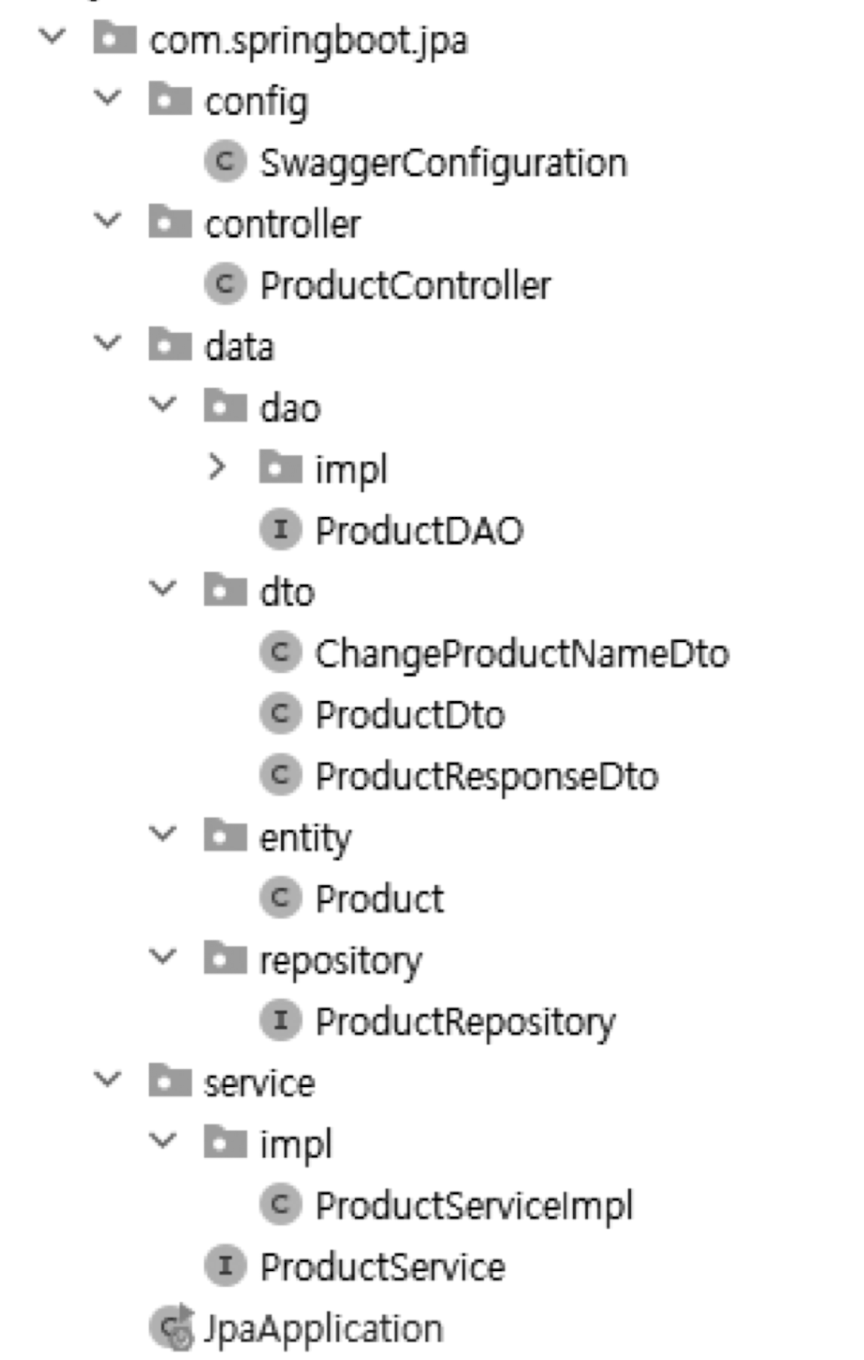 com.springboot.jpa
config
SwaggerConfiguration
controller
ProductController
data
dao
impl
ProductDAO
dto
ChangeProductNameDto
ProductDto
ProductResponseDto
entity
Product
repository
ProductRepository
service
impl
ProductServiceImpl
ProductService
JpaApplication